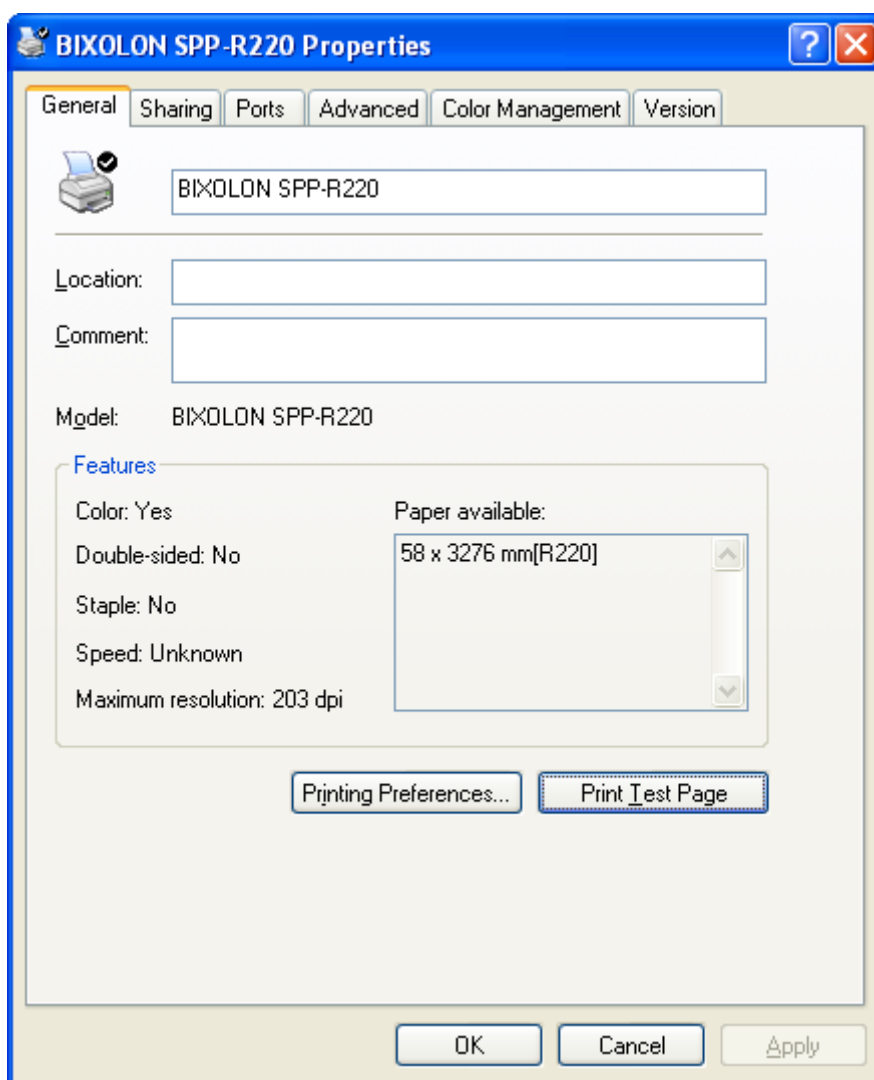 BIXOLON SPP-R220 Properties
General Sharing Ports Advanced Color Management Version
BIXOLON SPP-R220
Location:
Comment:
Model: BIXOLON SPP-R220
Features
Color: Yes Paper available:
Double-sided: No 58 x 3276 mm[R220]
Staple: No
Speed: Unknown
Maximum resolution: 203 dpi
Printing Preferences... Print Test Page
OK Cancel Apply